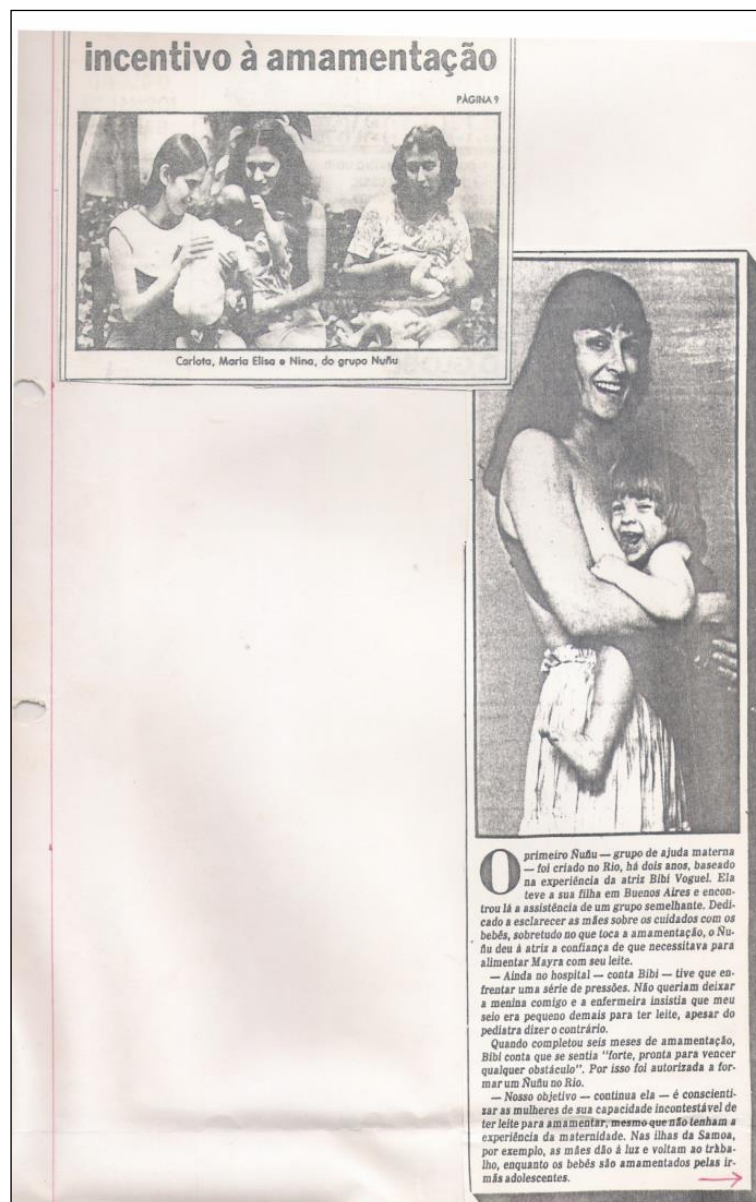 incentivo à amamentação
PÁGINA 9
Carlota, Maria Elisa e Nina, do grupo Nuñu
O primeiro Ñuñu — grupo de ajuda materna
— foi criado no Rio, há dois anos, baseado
na experiência da atriz Bibi Voguel. Ela
teve a sua filha em Buenos Aires e encon-
trou lá a assistência de um grupo semelhante. Dedi-
cado a esclarecer as mães sobre os cuidados com os
bebês, sobretudo no que toca a amamentação, o Ñu-
ñu deu à atriz a confiança de que necessitava para
alimentar Mayra com seu leite.
— Ainda no hospital — conta Bibi — tive que en-
frentar uma série de pressões. Não queriam deixar
a menina comigo e a enfermeira insistia que meu
seio era pequeno demais para ter leite, apesar do
pediatra dizer o contrário.
Quando completou seis meses de amamentação,
Bibi conta que se sentia "forte, pronta para vencer
qualquer obstáculo". Por isso foi autorizada a for-
mar um Ñuñu no Rio.
— Nosso objetivo — continua ela — é conscienti-
zar as mulheres de sua capacidade incontestável de
ter leite para amamentar, mesmo que não tenham a
experiência da maternidade. Nas ilhas da Samoa,
por exemplo, as mães dão à luz e voltam ao traba-
lho, enquanto os bebês são amamentados pelas ir-
mãs adolescentes.